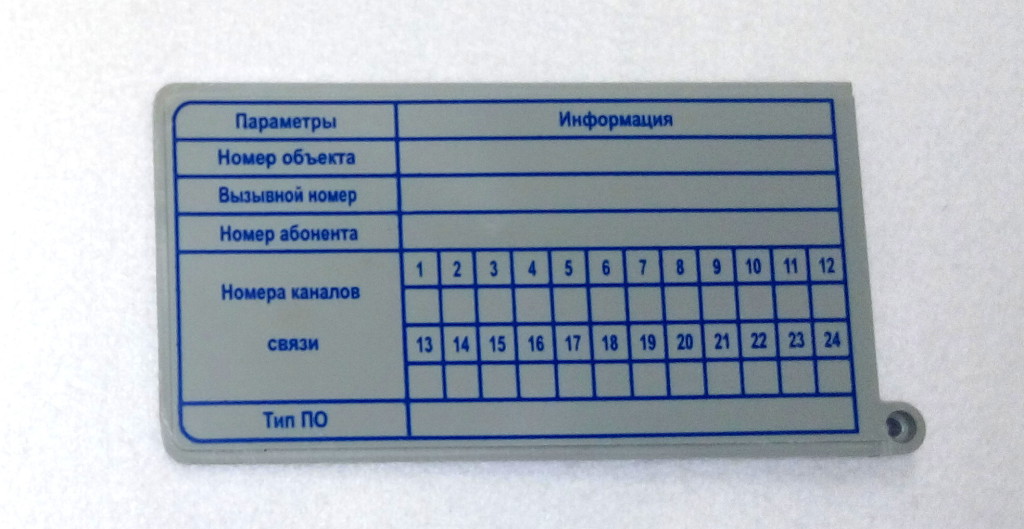 Параметры Информация
Номер объекта
Вызывной номер
Номер абонента
1 2 3 4 5 6 7 8 9 10 11 12
Номера каналов
связи
13 14 15 16 17 18 19 20 21 22 23 24
Тип ПО